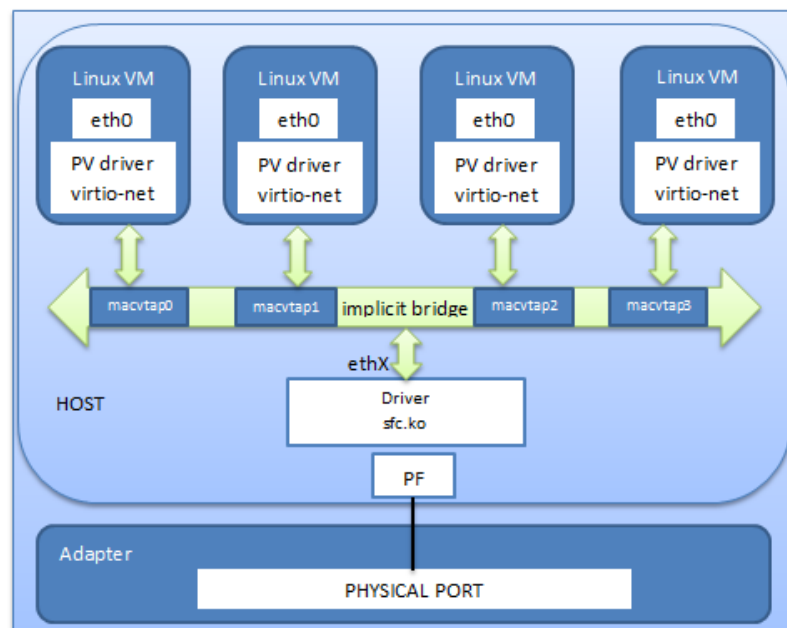 Linux VM
eth0
PV driver
virtio-net
Linux VM
eth0
PV driver
virtio-net
Linux VM
eth0
PV driver
virtio-net
Linux VM
eth0
PV driver
virtio-net
macvtap0
macvtap1
implicit bridge
macvtap2
macvtap3
ethX
HOST
Driver
sfc.ko
PF
Adapter
PHYSICAL PORT